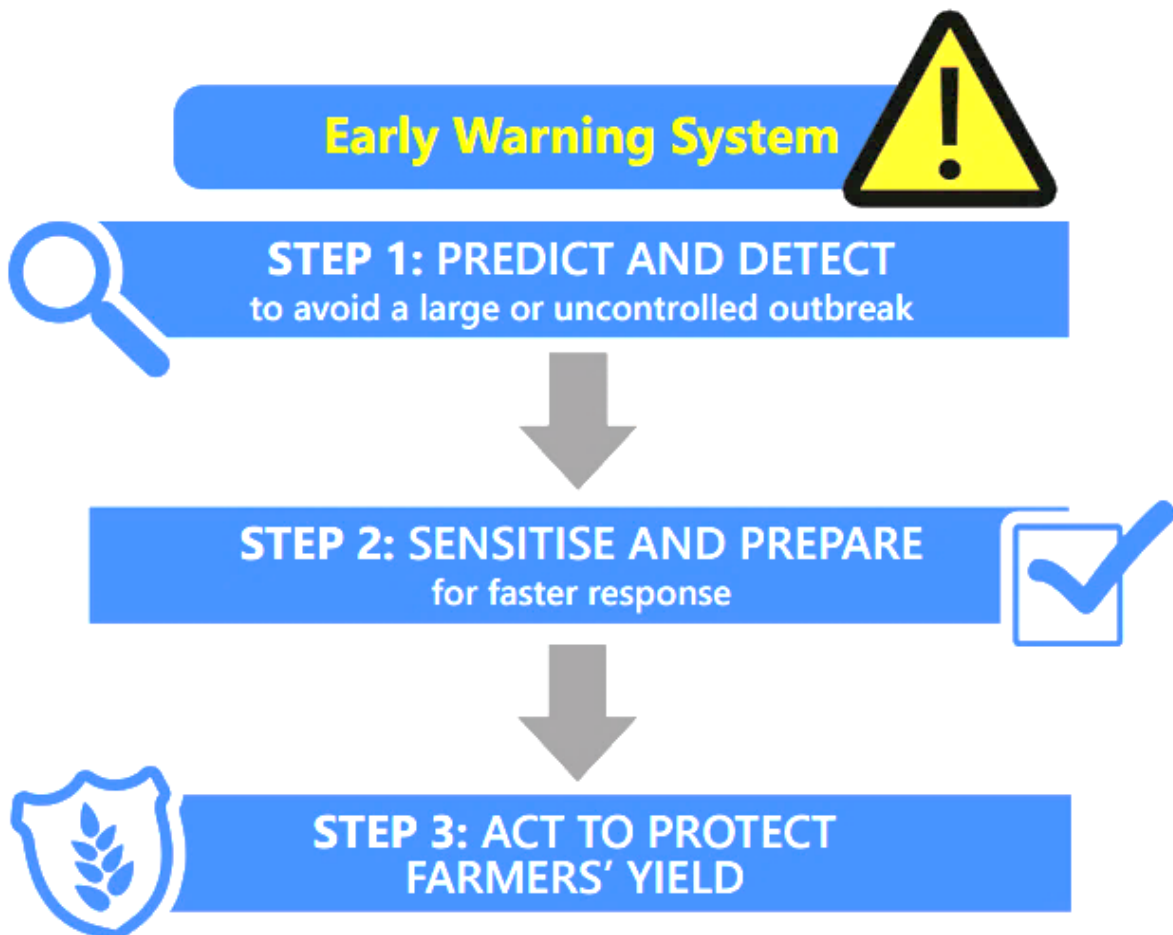 Early Warning System
STEP 1: PREDICT AND DETECT
to avoid a large or uncontrolled outbreak
STEP 2: SENSITISE AND PREPARE
for faster response
STEP 3: ACT TO PROTECT
FARMERS’ YIELD